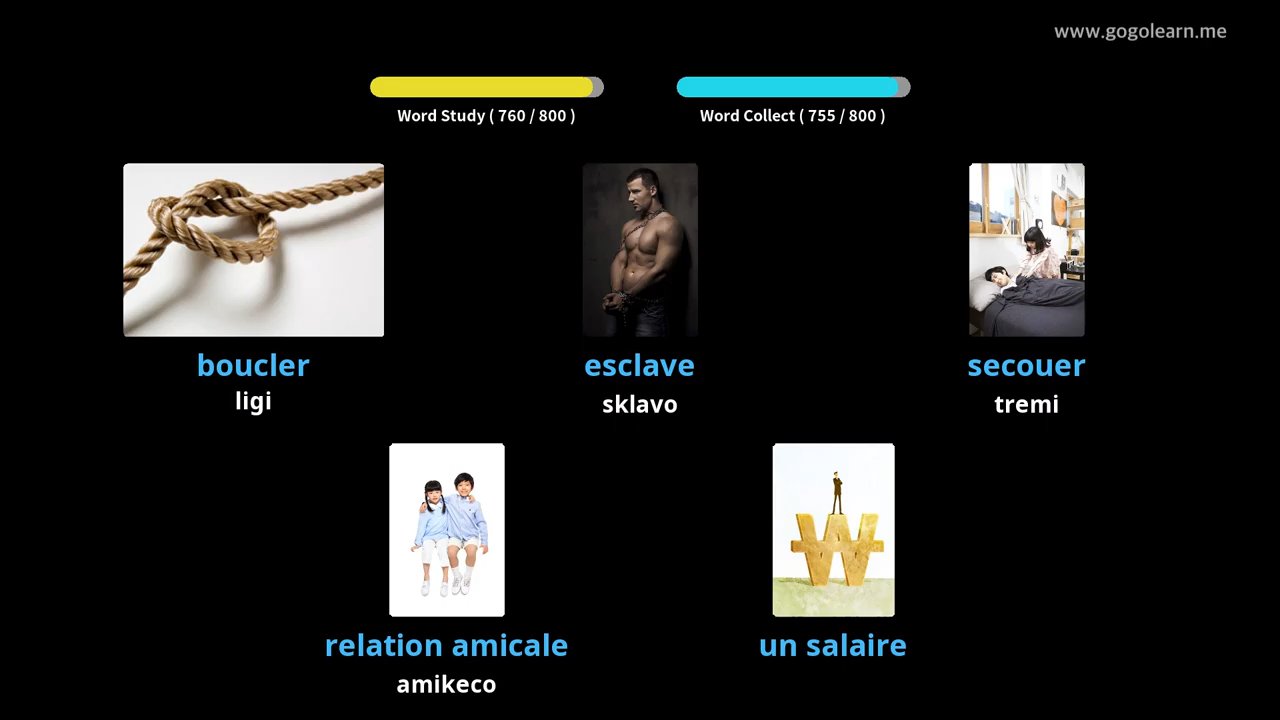 www.gogolearn.me
Word Study ( 760 / 800 )
Word Collect ( 755 / 800 )
boucler
ligi
esclave
sklavo
secouer
tremi
relation amicale
amikeco
un salaire